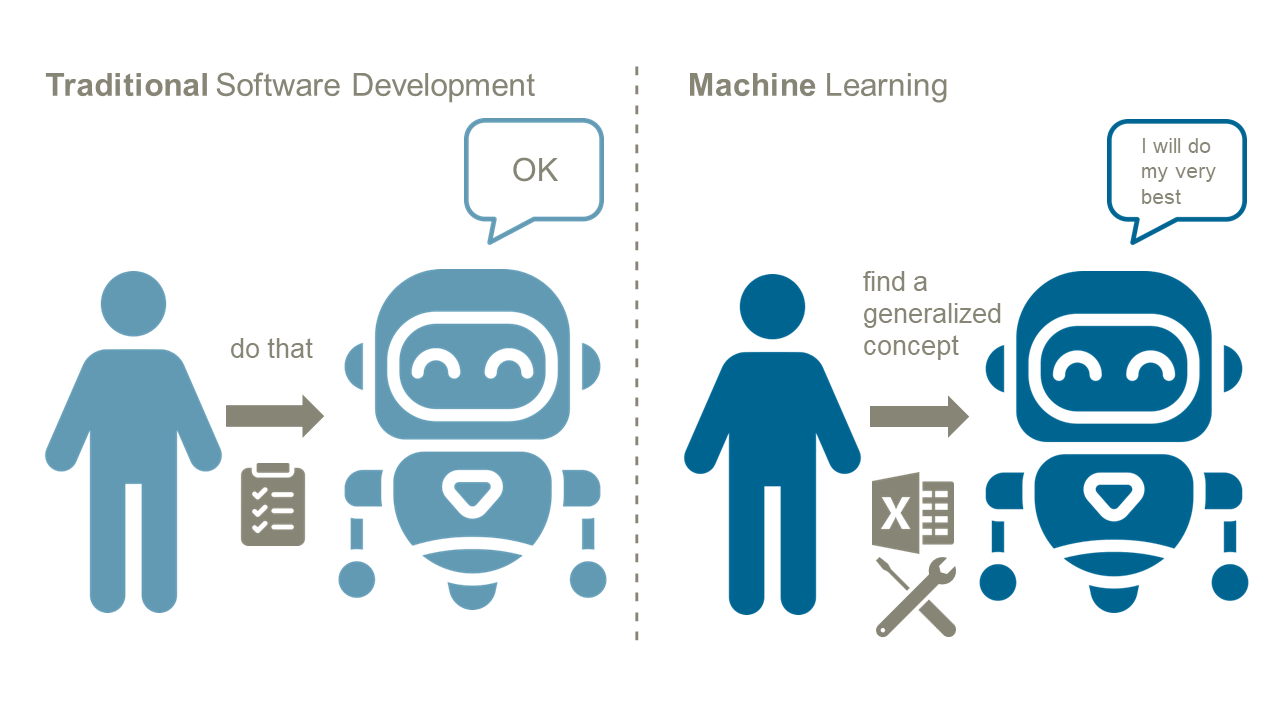 Traditional Software Development
OK
do that
Machine Learning
I will do
my very
best
find a
generalized
concept
X